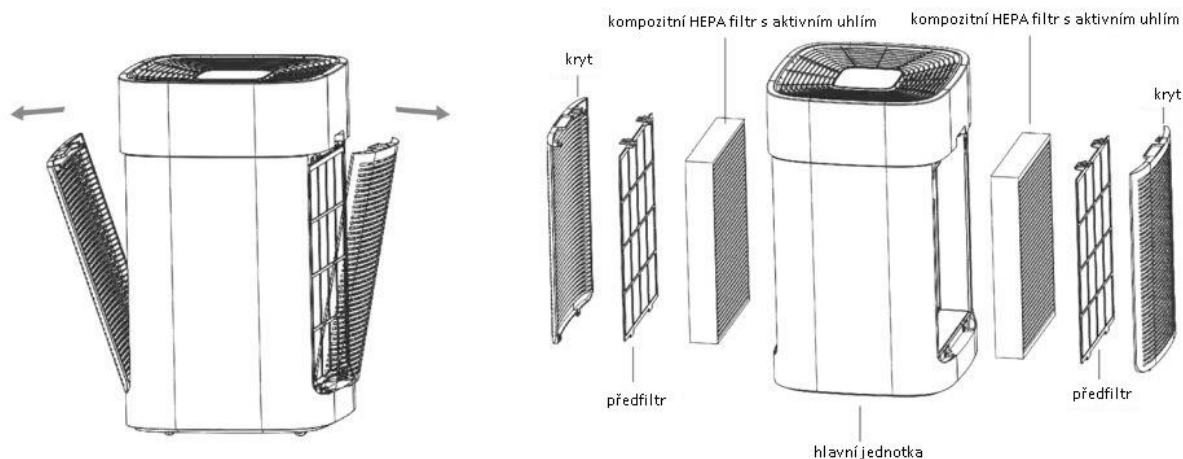 kompozitní HEPA filtr s aktivním uhlím
kompozitní HEPA filtr s aktivním uhlím
kryt
kryt
předfiltr
předfiltr
hlavní jednotka